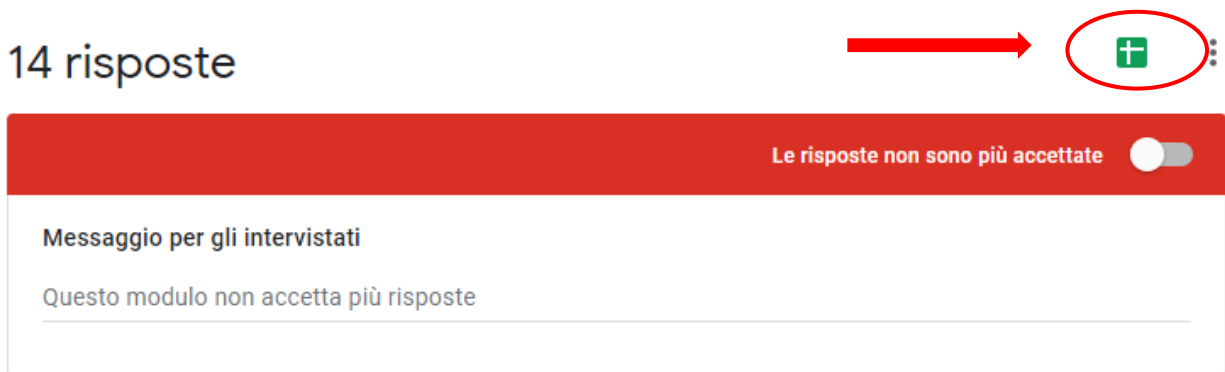 14 risposte
Le risposte non sono più accettate
Messaggio per gli intervistati
Questo modulo non accetta più risposte